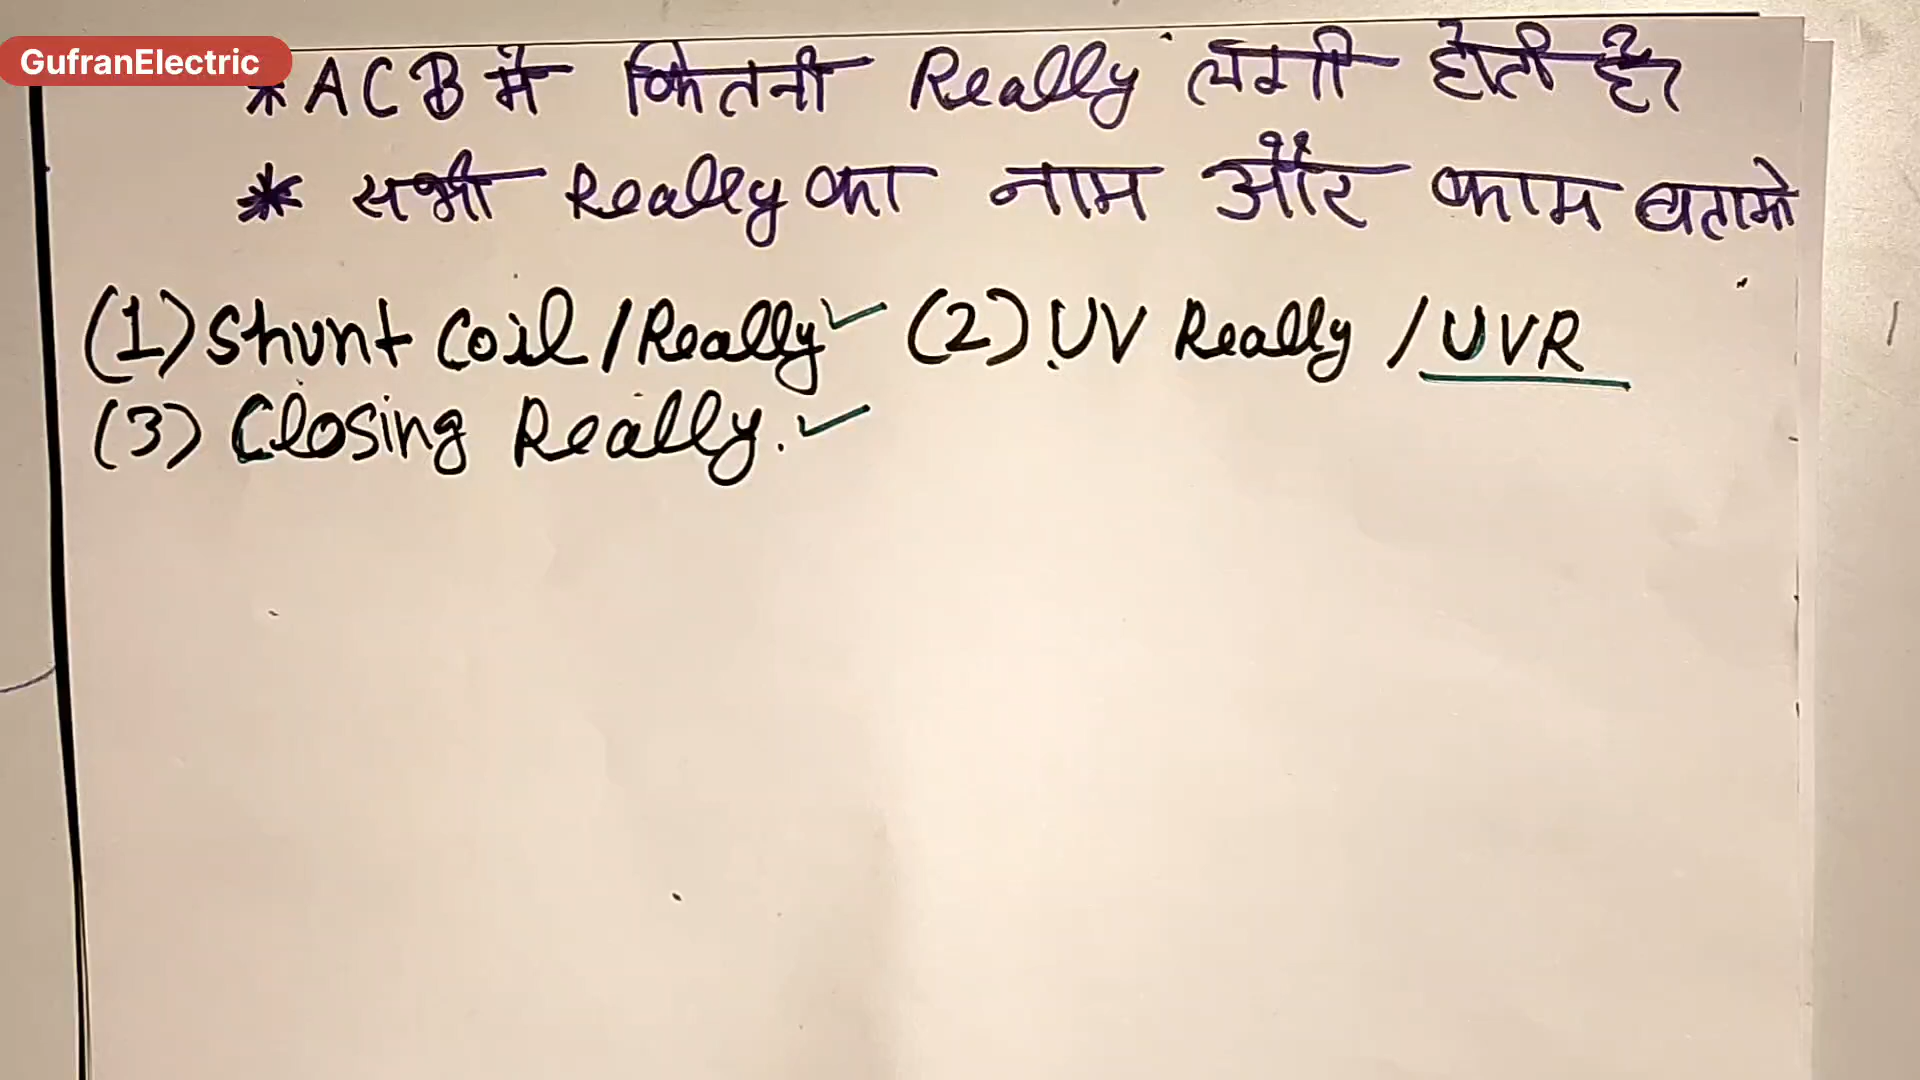 GufranElectric
* ACB में कितनी Really लगी होती है।
* सभी Really का नाम और काम बताओ
(1) Shunt Coil / Really ✓ (2) UV Really / UVR
(3) Closing Really. ✓